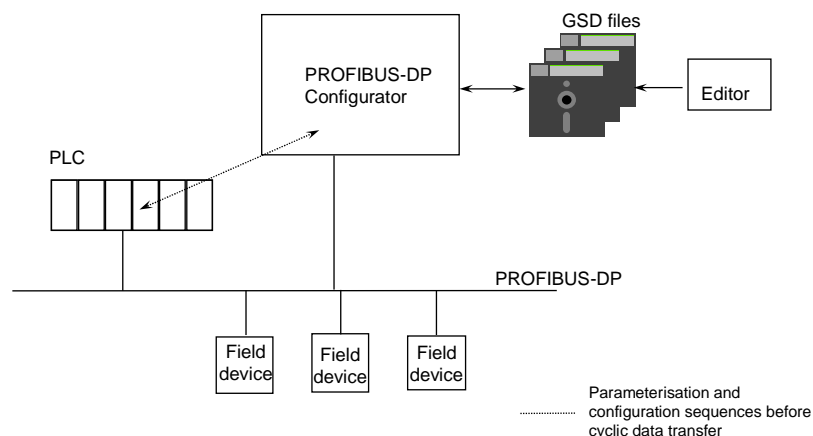 GSD files
PROFIBUS-DP
Configurator
Editor
PLC
PROFIBUS-DP
Field
device
Field
device
Field
device
Parameterisation and
configuration sequences before
cyclic data transfer